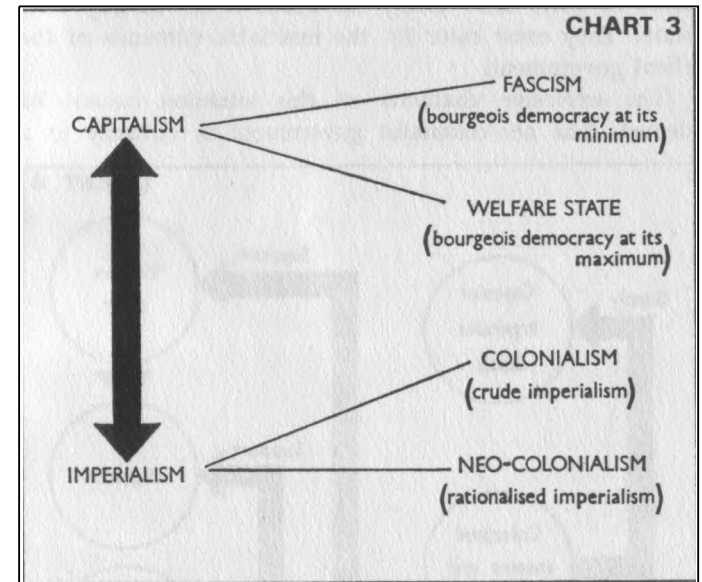 CHART 3
FASCISM
(bourgeois democracy at its
minimum)
CAPITALISM
WELFARE STATE
(bourgeois democracy at its
maximum)
COLONIALISM
(crude imperialism)
IMPERIALISM
NEO-COLONIALISM
(rationalised imperialism)